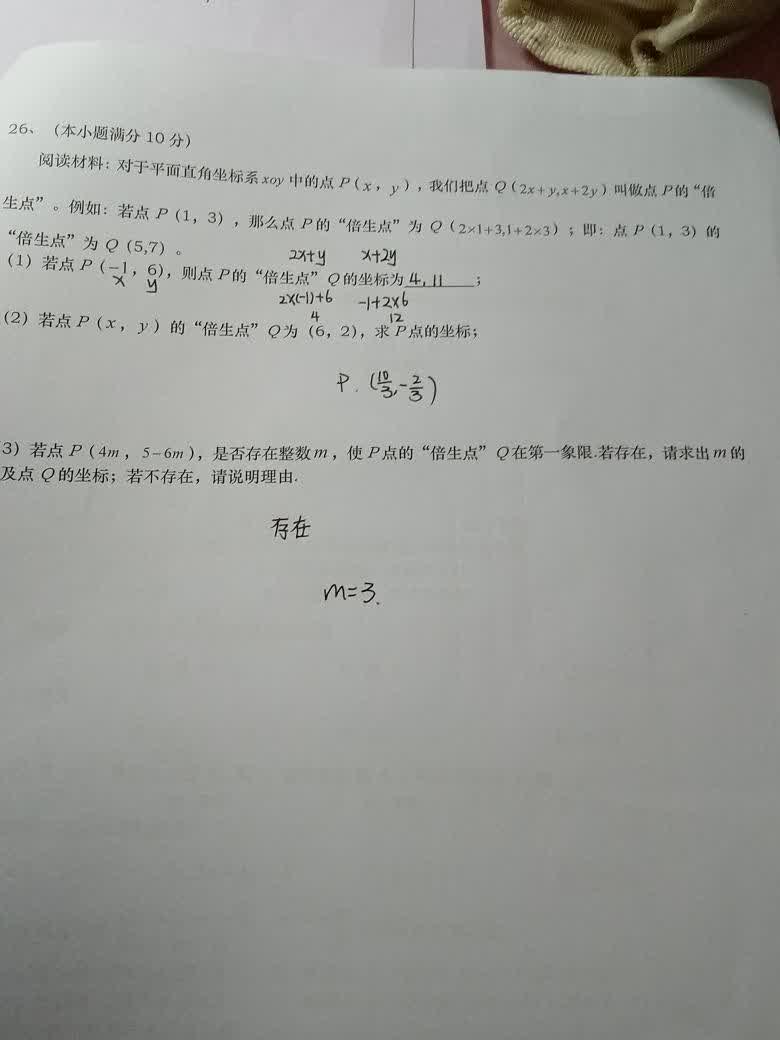 26、（本小题满分 10 分）
阅读材料：对于平面直角坐标系 xoy 中的点 P（x，y），我们把点 Q（2x+y,x+2y）叫做点 P 的“倍
生点”。例如：若点 P（1，3），那么点 P 的“倍生点”为 Q（2×1+3,1+2×3）；即：点 P（1，3）的
“倍生点”为 Q（5,7）。
2x+y x+2y
(1) 若点 P（-1，6），则点 P 的“倍生点” Q 的坐标为 4,11 ；
x y 2x(-1)+6 -1+2x6
4 12
(2) 若点 P（x，y）的“倍生点” Q 为（6，2），求 P 点的坐标；
P. (10/3,-2/3)
3）若点 P（4m，5-6m），是否存在整数 m，使 P 点的“倍生点” Q 在第一象限.若存在，请求出 m 的
及点 Q 的坐标；若不存在，请说明理由.
存在
m=3.